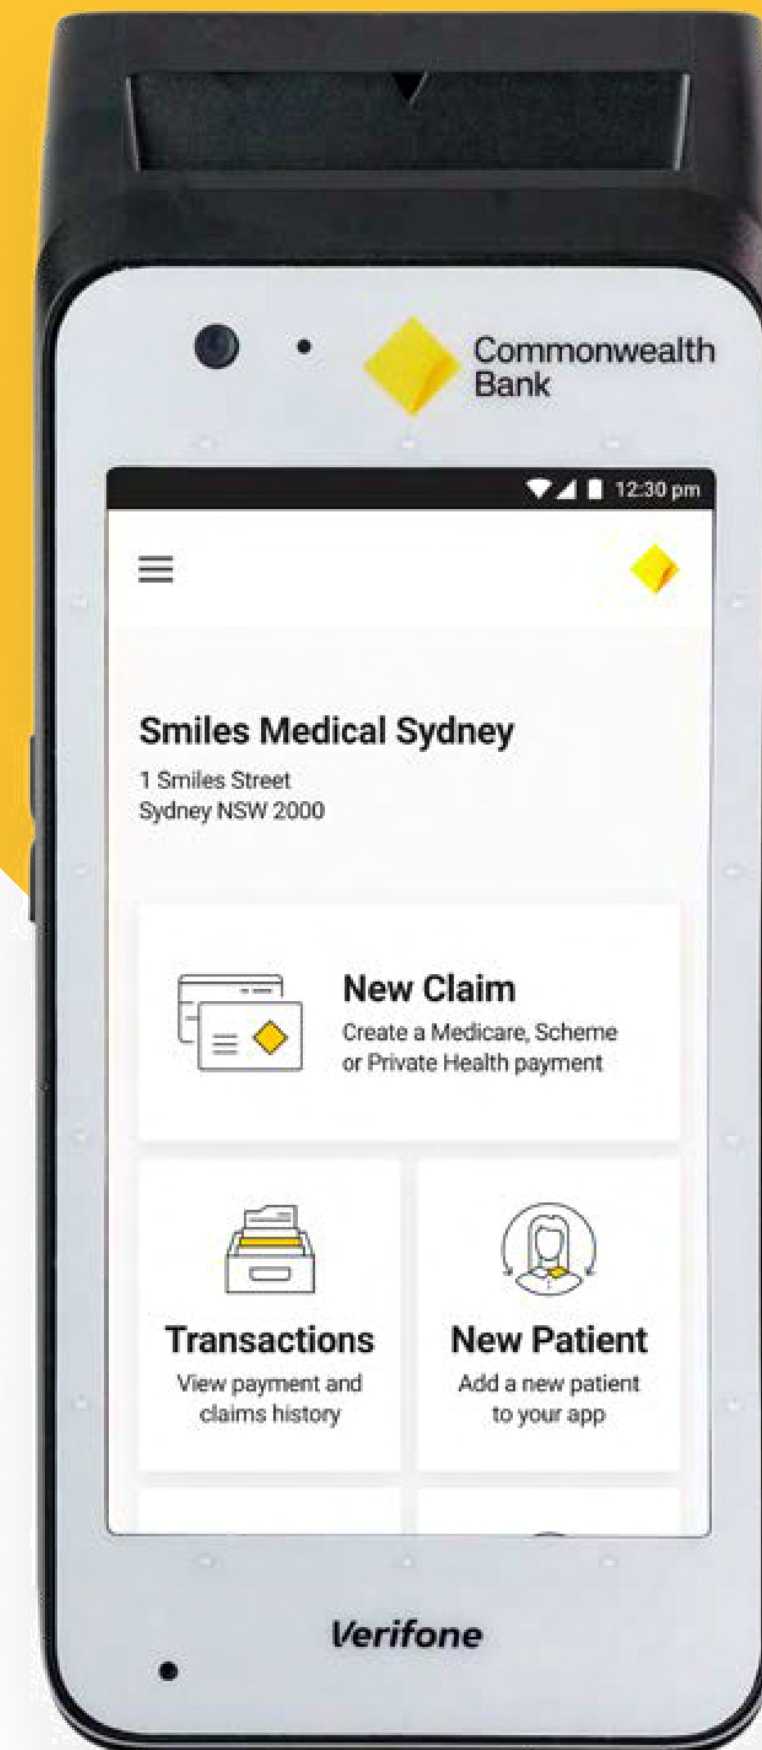 Commonwealth
Bank
12:30 pm
Smiles Medical Sydney
1 Smiles Street
Sydney NSW 2000
New Claim
Create a Medicare, Scheme
or Private Health payment
Transactions
View payment and
claims history
New Patient
Add a new patient
to your app
Verifone